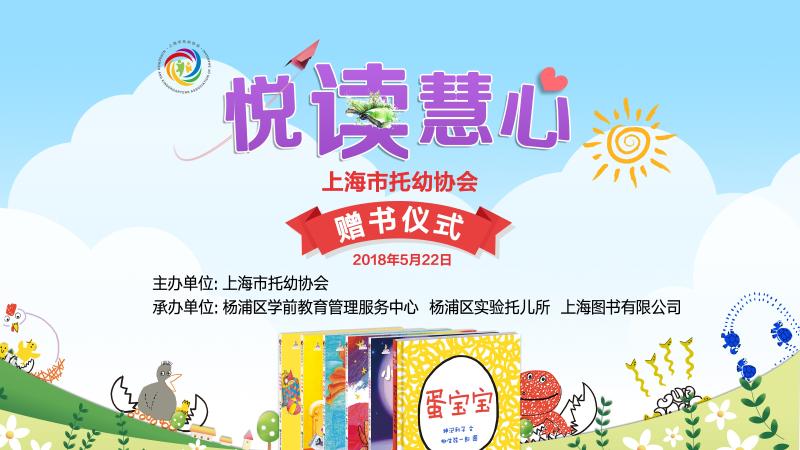 悦读慧心
上海市托幼协会
赠书仪式
2018年5月22日
主办单位: 上海市托幼协会
承办单位: 杨浦区学前教育管理服务中心 杨浦区实验托儿所 上海图书有限公司
蛋宝宝